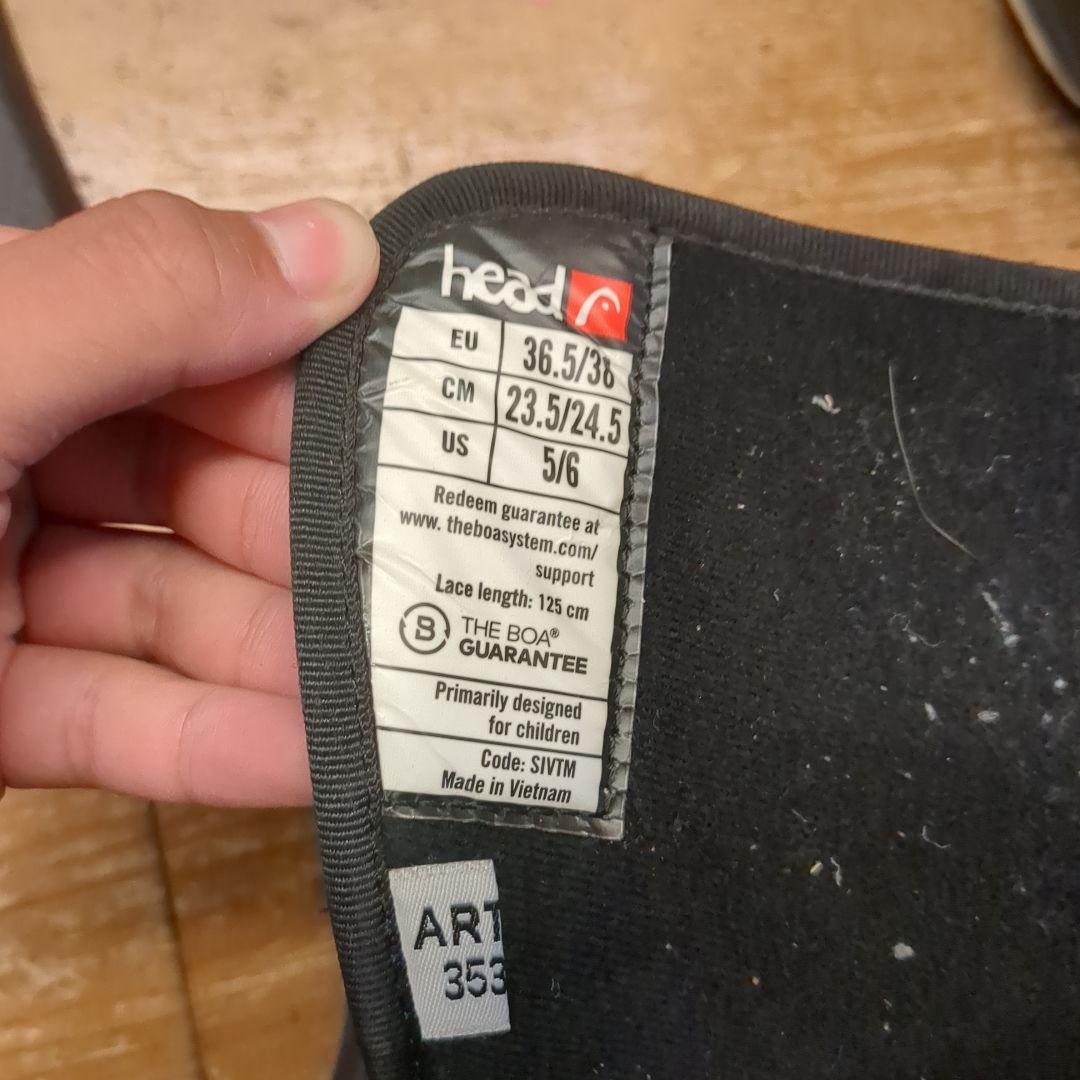 head
EU 36.5/38
CM 23.5/24.5
US 5/6
Redeem guarantee at
www. theboasystem.com/
support
Lace length: 125 cm
B THE BOA®
GUARANTEE
Primarily designed
for children
Code: SIVTM
Made in Vietnam
ART
353